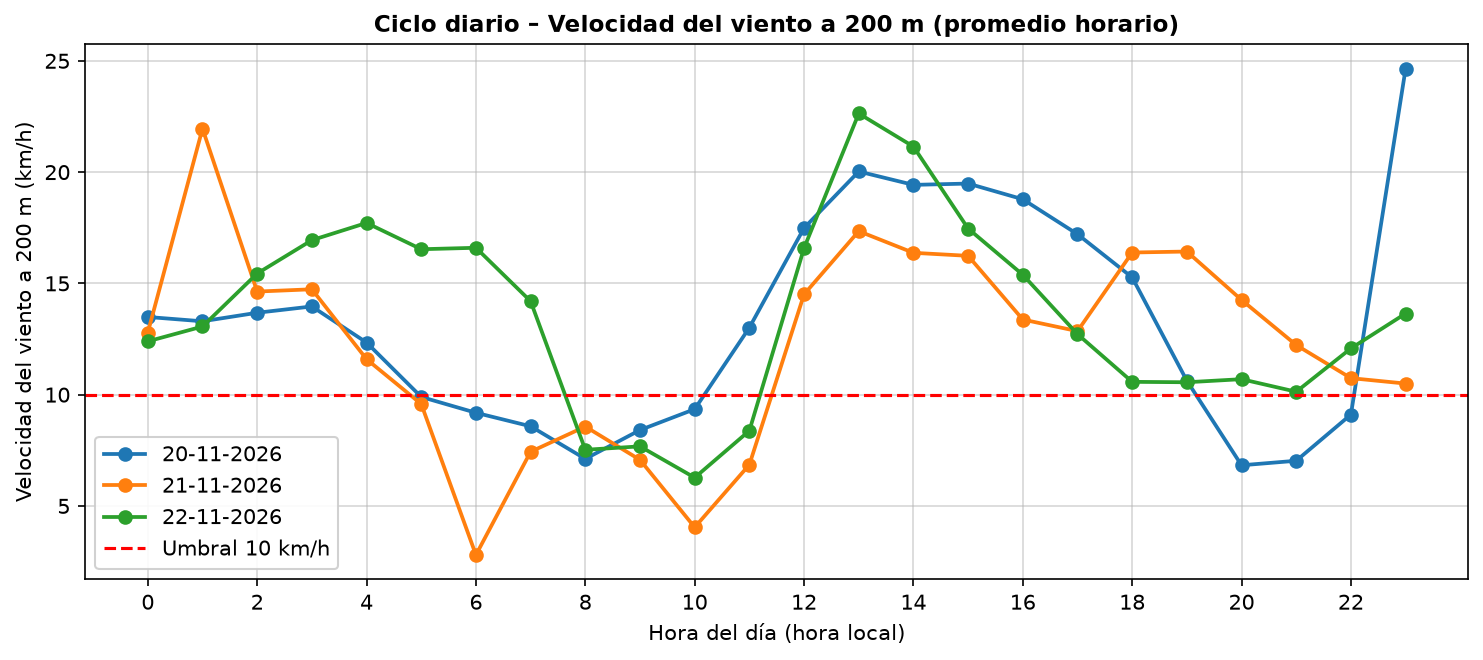 Ciclo diario – Velocidad del viento a 200 m (promedio horario)
Velocidad del viento a 200 m (km/h)
25
20
15
10
5
20-11-2026
21-11-2026
22-11-2026
Umbral 10 km/h
0 2 4 6 8 10 12 14 16 18 20 22
Hora del día (hora local)